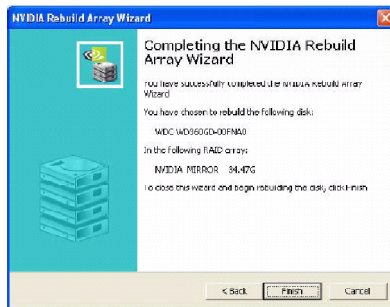 NVIDIA Rebuild Array Wizard
Completing the NVIDIA Rebuild
Array Wizard
You have successfully completed the NVIDIA Rebuild Array
Wizard
You have chosen to rebuild the following disk:
WDC WD360GD-00FNA0
In the following RAID array:
NVIDIA MIRROR 34.47G
To close this wizard and begin rebuilding the disk, click Finish
< Back
Finish
Cancel